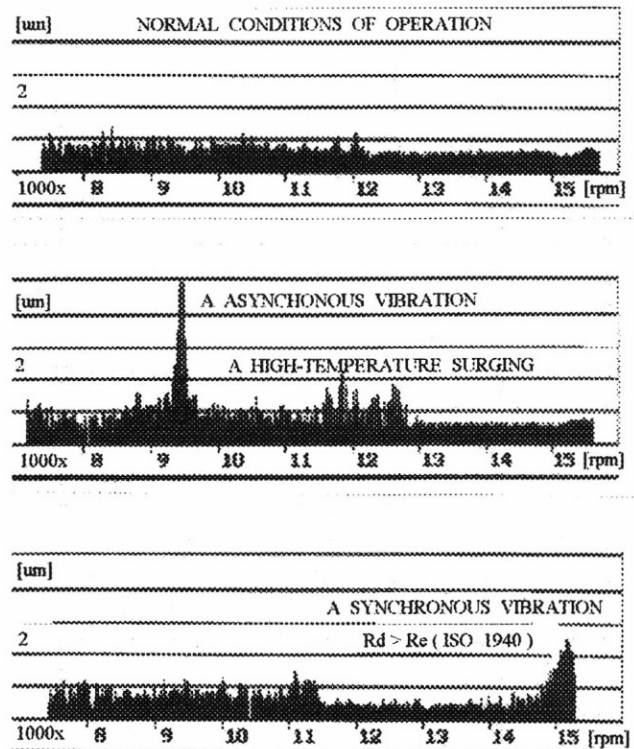 [um] NORMAL CONDITIONS OF OPERATION
2
1000x 8 9 10 11 12 13 14 15 [rpm]
[um] A ASYNCHONOUS VIBRATION
2 A HIGH-TEMPERATURE SURGING
1000x 8 9 10 11 12 13 14 15 [rpm]
[um]
A SYNCHRONOUS VIBRATION
2 Rd > Re ( ISO 1940 )
1000x 8 9 10 11 12 13 14 15 [rpm]